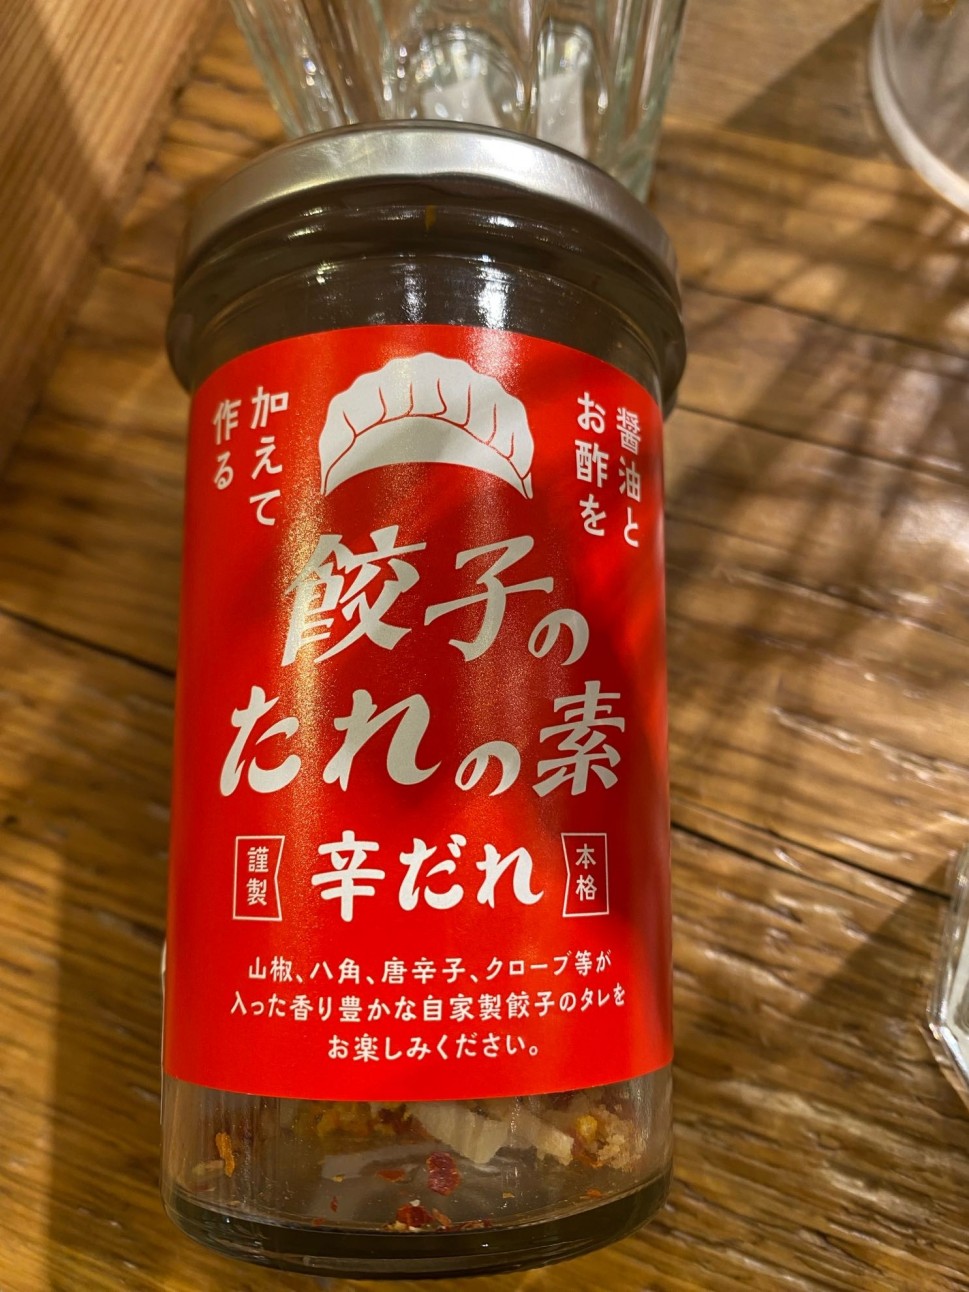 醤油と
お酢を
加えて
作る
餃子の
たれの素
謹製
辛だれ
本格
山椒、八角、唐辛子、クローブ等が
入った香り豊かな自家製餃子のタレを
お楽しみください。